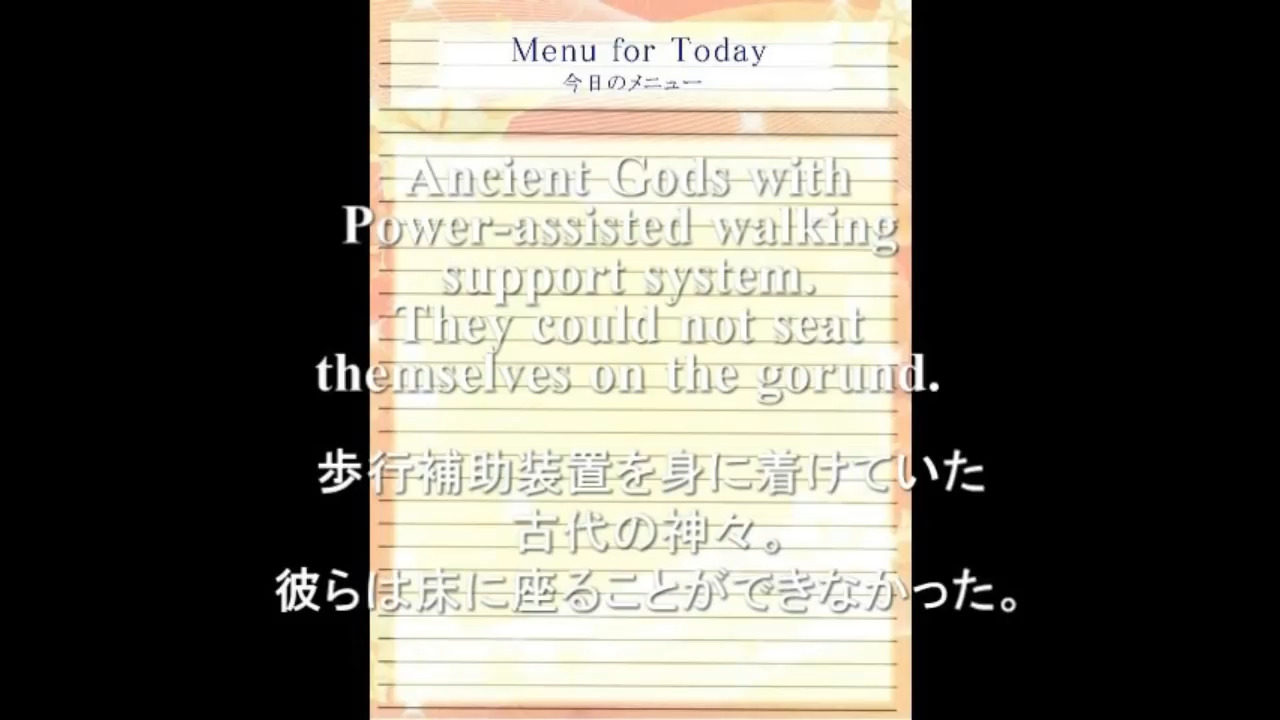 Menu for Today
今日のメニュー
Ancient Gods with
Power-assisted walking
support system.
They could not seat
themselves on the gorund.
歩行補助装置を身に着けていた
古代の神々。
彼らは床に座ることができなかった。